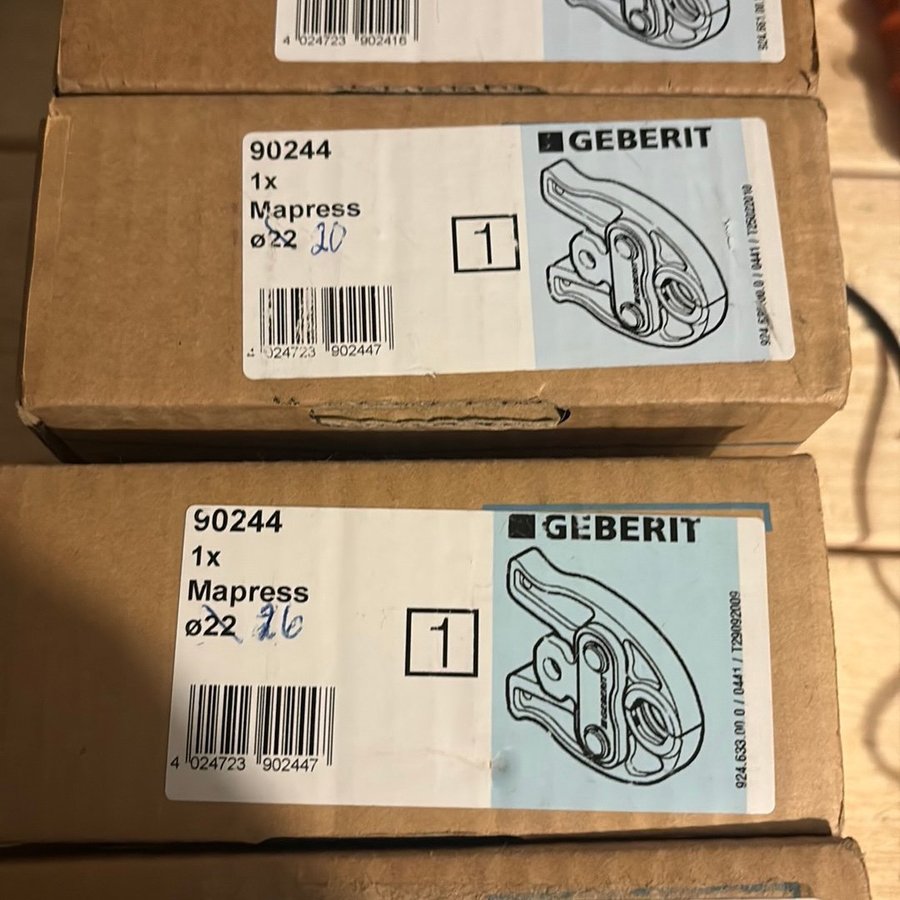 4 024723 902416
90244
1x
Mapress
ø22 20
1
4 024723 902447
GEBERIT
90244
1x
Mapress
ø22 26
1
4 024723 902447
GEBERIT
924.633.00.0 / 0441 / T29092009